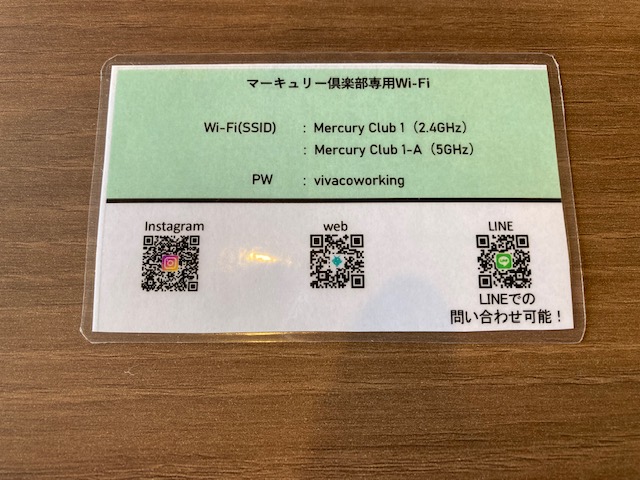 マーキュリー倶楽部専用Wi-Fi
Wi-Fi(SSID) : Mercury Club 1（2.4GHz）
: Mercury Club 1-A（5GHz）
PW : vivacoworking
Instagram web LINE
LINEでの
問い合わせ可能！